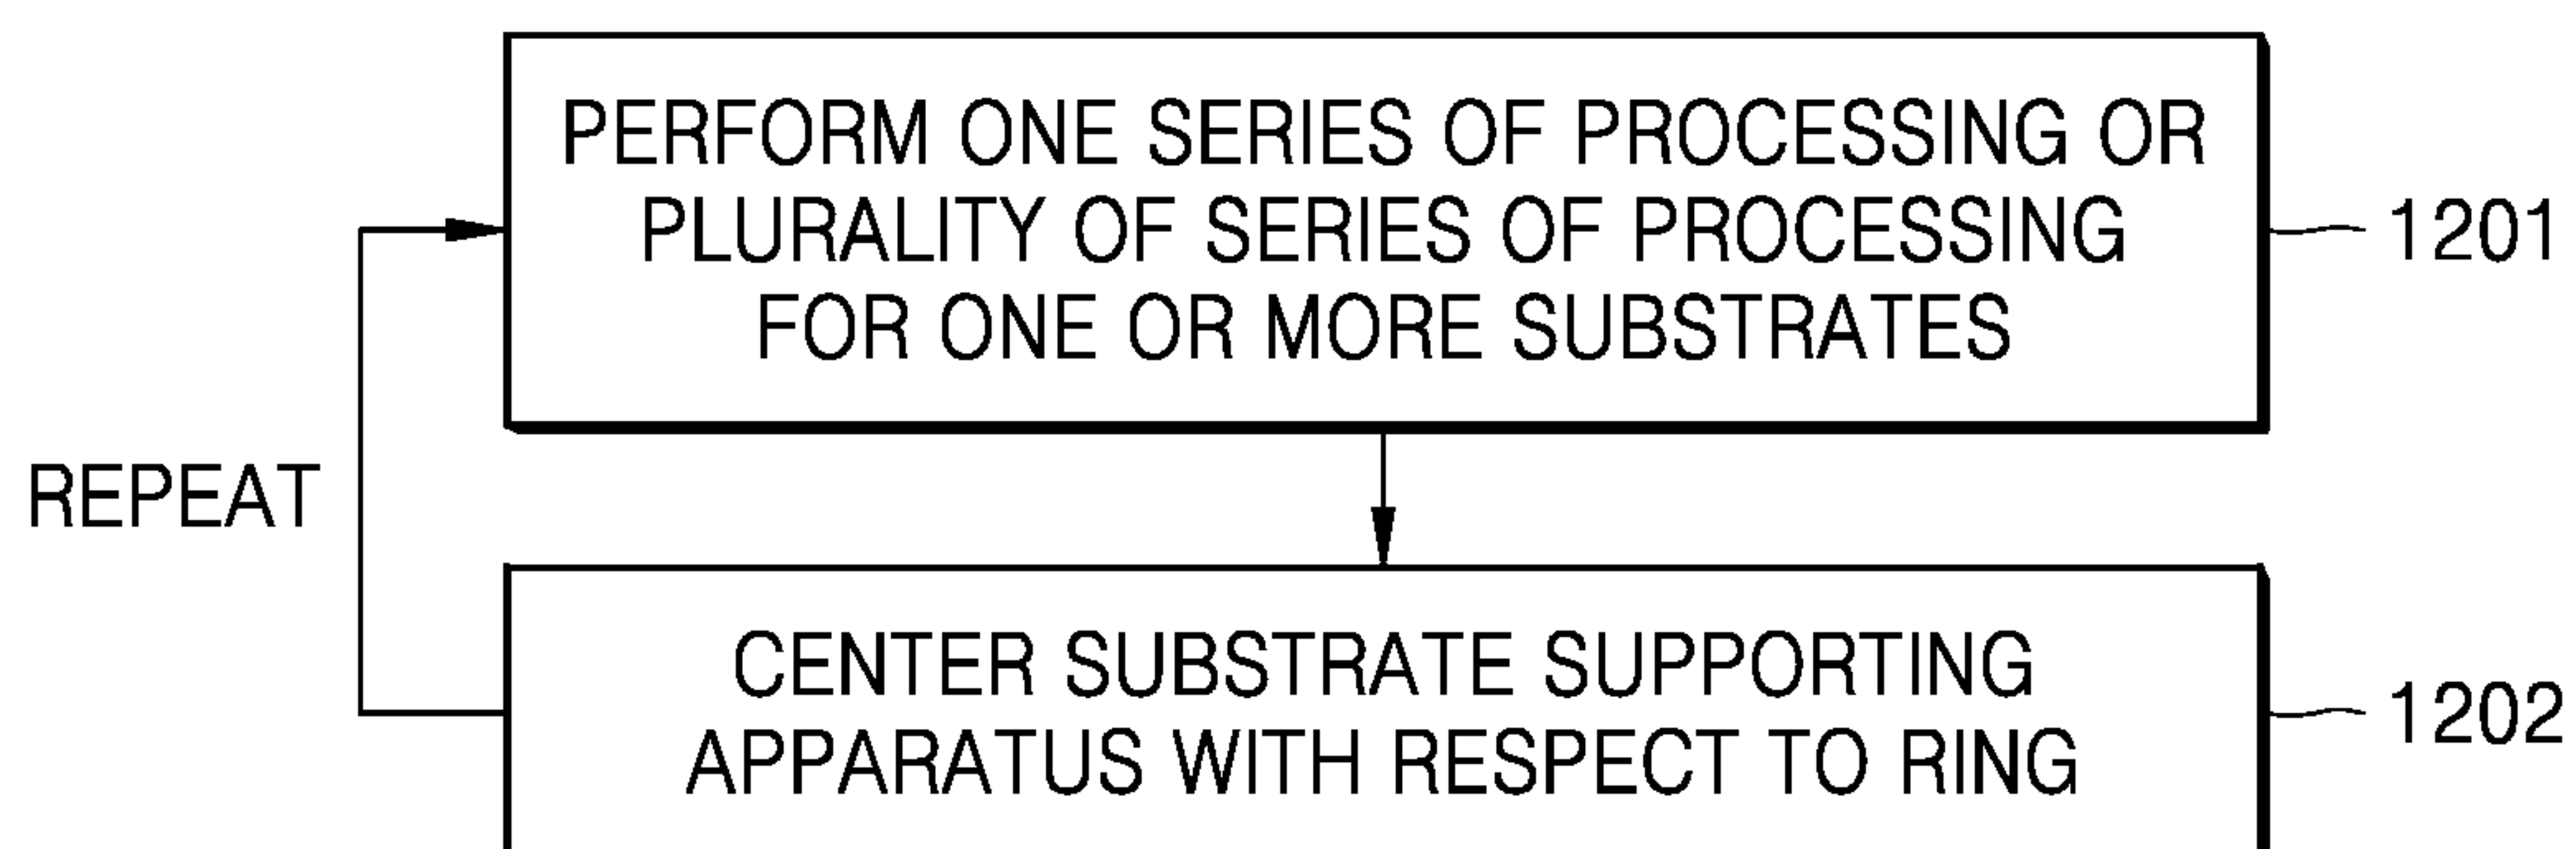 PERFORM ONE SERIES OF PROCESSING OR
PLURALITY OF SERIES OF PROCESSING
FOR ONE OR MORE SUBSTRATES
1201
REPEAT
CENTER SUBSTRATE SUPPORTING
APPARATUS WITH RESPECT TO RING
1202